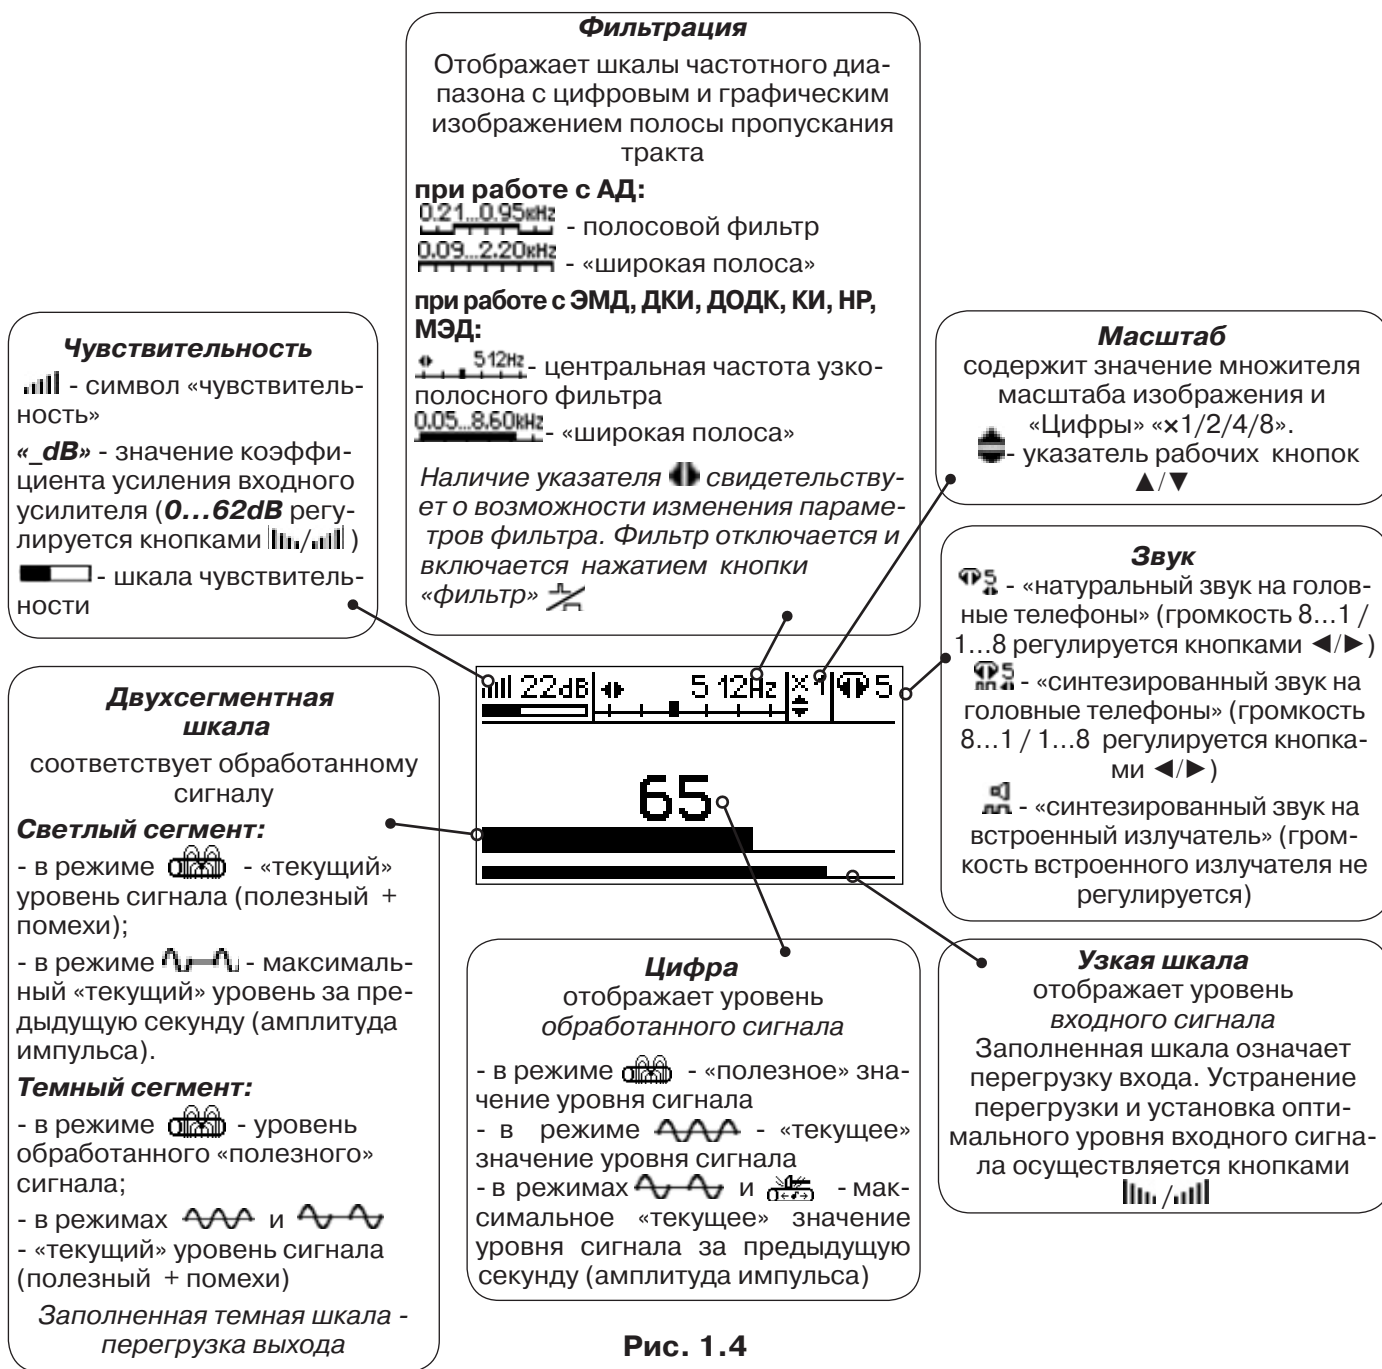 Фильтрация
Отображает шкалы частотного диа-
пазона с цифровым и графическим
изображением полосы пропускания
тракта
при работе с АД:
0.21...0.95кHz - полосовой фильтр
0.09...2.20кHz - «широкая полоса»
при работе с ЭМД, ДКИ, ДОДК, КИ, НР,
МЭД:
512Hz - центральная частота узко-
полосного фильтра
0.05...8.60кHz - «широкая полоса»
Наличие указателя ◀▶ свидетельству-
ет о возможности изменения параме-
тров фильтра. Фильтр отключается и
включается нажатием кнопки
«фильтр»
Чувствительность
- символ «чувствитель-
ность»
«_dB» - значение коэффи-
циента усиления входного
усилителя (0...62dB регу-
лируется кнопками / )
- шкала чувствитель-
ности
Масштаб
содержит значение множителя
масштаба изображения и
«Цифры» «×1/2/4/8».
- указатель рабочих кнопок
▲/▼
Звук
5 - «натуральный звук на голов-
ные телефоны» (громкость 8...1 /
1...8 регулируется кнопками ◀/▶)
5 - «синтезированный звук на
головные телефоны» (громкость
8...1 / 1...8 регулируется кнопка-
ми ◀/▶)
- «синтезированный звук на
встроенный излучатель» (гром-
кость встроенного излучателя не
регулируется)
22dB 512Hz ×1 5
65
Двухсегментная
шкала
соответствует обработанному
сигналу
Светлый сегмент:
- в режиме - «текущий»
уровень сигнала (полезный +
помехи);
- в режиме - максималь-
ный «текущий» уровень за пре-
дыдущую секунду (амплитуда
импульса).
Темный сегмент:
- в режиме - уровень
обработанного «полезного»
сигнала;
- в режимах и
- «текущий» уровень сигнала
(полезный + помехи)
Заполненная темная шкала -
перегрузка выхода
Цифра
отображает уровень
обработанного сигнала
- в режиме - «полезное» зна-
чение уровня сигнала
- в режиме - «текущее»
значение уровня сигнала
- в режимах и - мак-
симальное «текущее» значение
уровня сигнала за предыдущую
секунду (амплитуда импульса)
Узкая шкала
отображает уровень
входного сигнала
Заполненная шкала означает
перегрузку входа. Устранение
перегрузки и установка опти-
мального уровня входного сигна-
ла осуществляется кнопками
/
Рис. 1.4